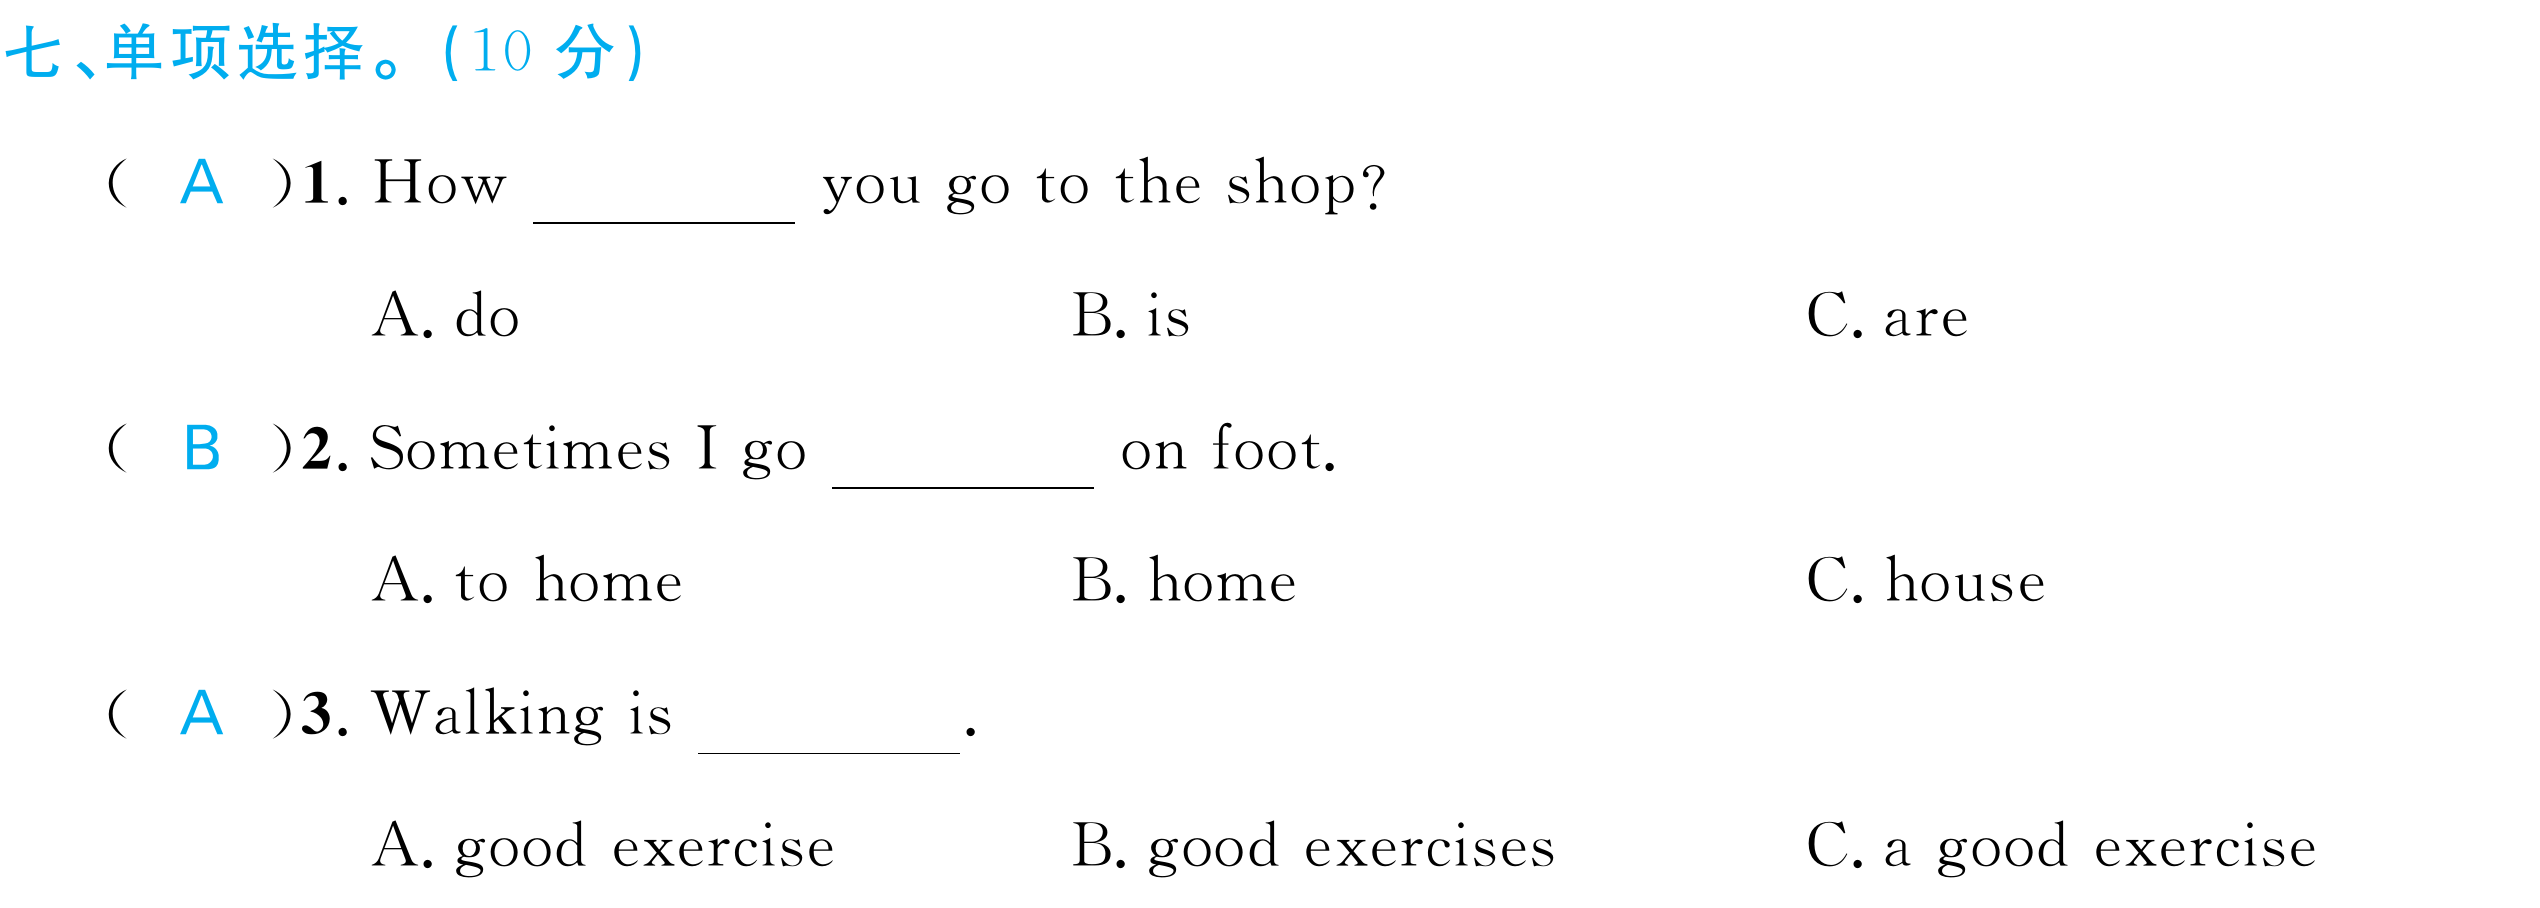 七、单项选择。(10 分)
( A )1. How ________ you go to the shop?
A. do B. is C. are
( B )2. Sometimes I go ________ on foot.
A. to home B. home C. house
( A )3. Walking is ________.
A. good exercise B. good exercises C. a good exercise